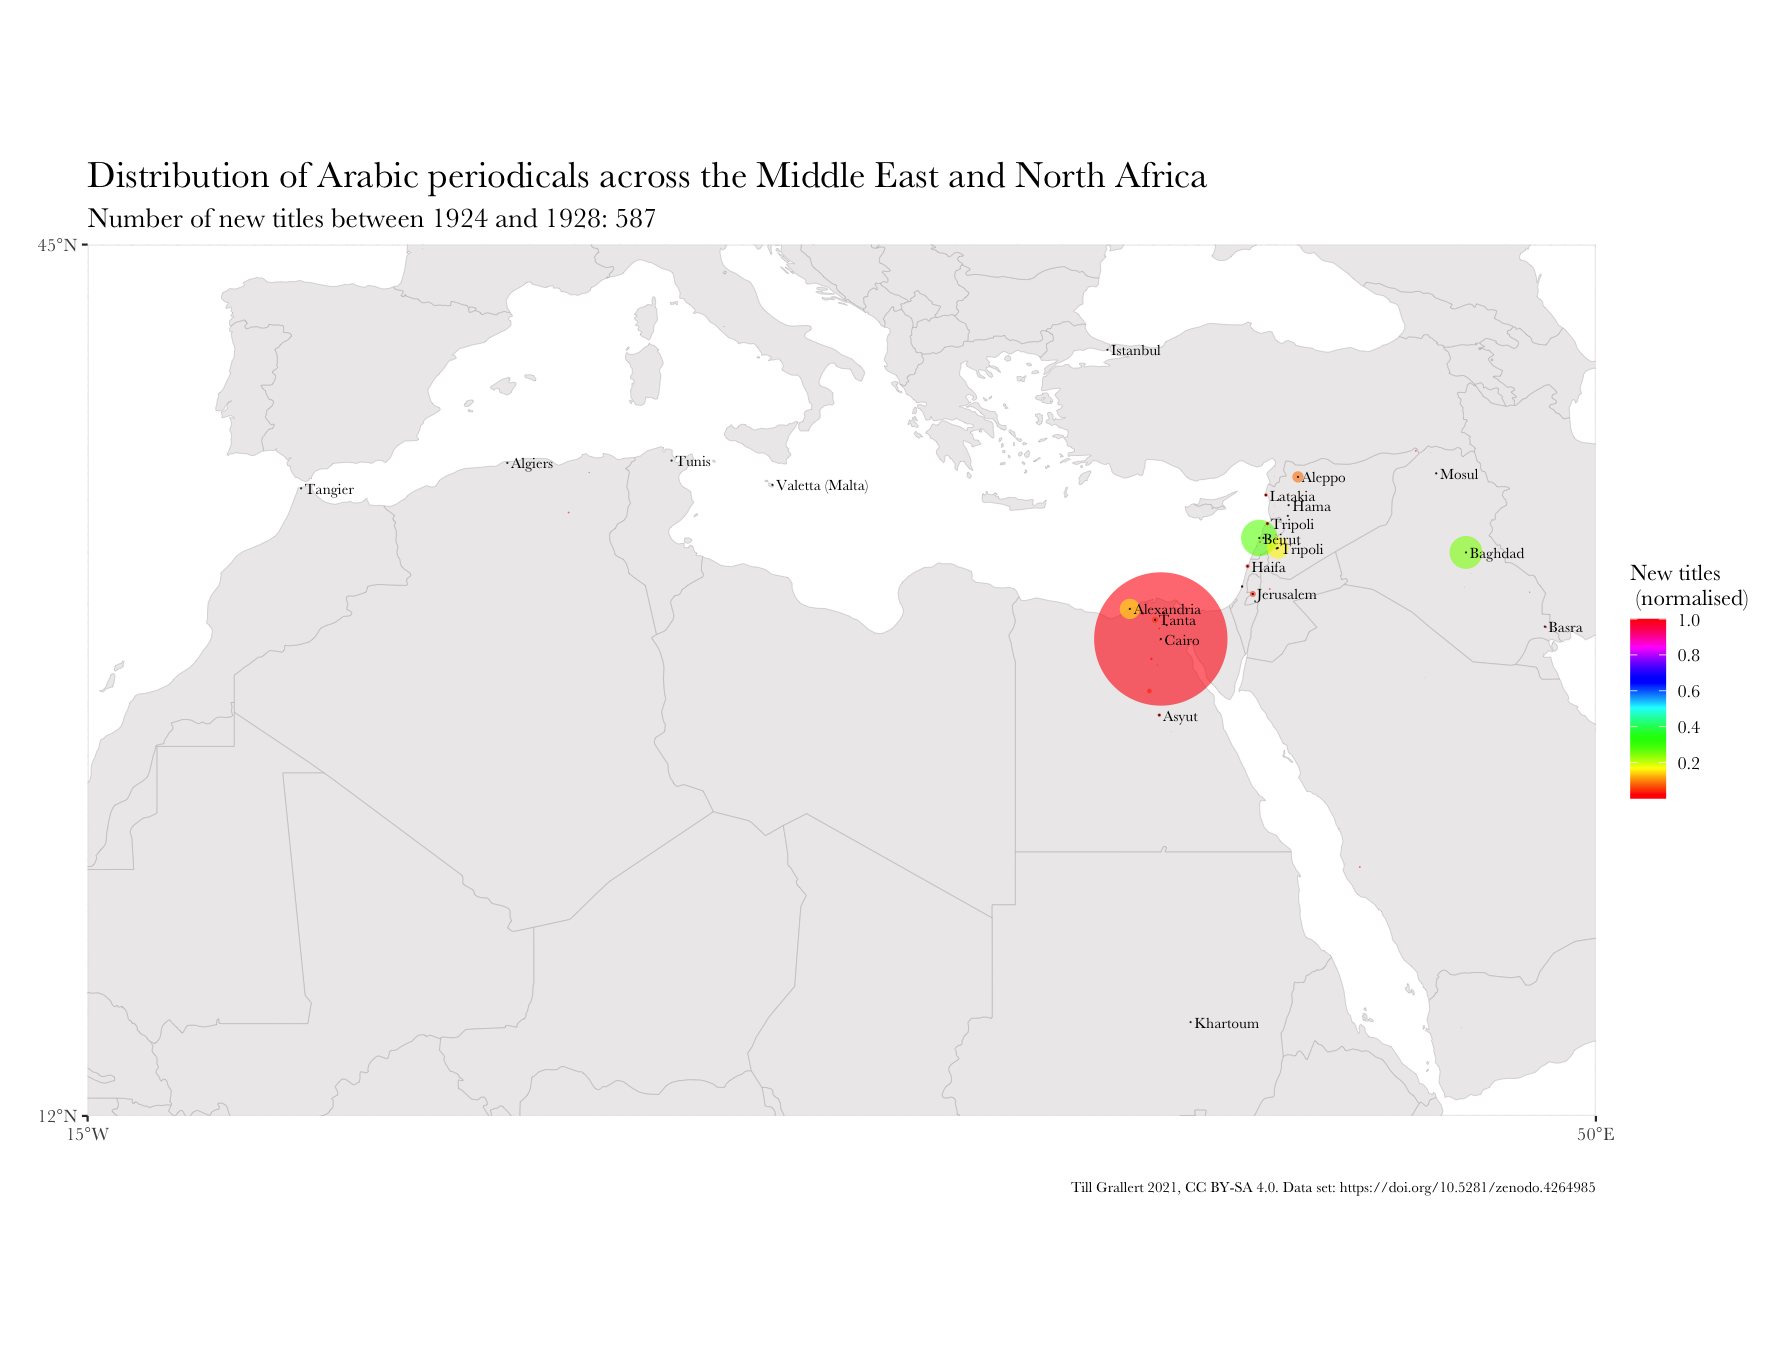 Distribution of Arabic periodicals across the Middle East and North Africa
Number of new titles between 1924 and 1928: 587
45°N
Istanbul
Algiers
Tunis
Valetta (Malta)
Tangier
Aleppo
Mosul
Latakia
Hama
Tripoli
Beirut
Tripoli
Baghdad
Haifa
Jerusalem
Alexandria
Tanta
Cairo
Basra
Asyut
Khartoum
New titles
(normalised)
1.0
0.8
0.6
0.4
0.2
12°N
15°W
50°E
Till Grallert 2021, CC BY-SA 4.0. Data set: https://doi.org/10.5281/zenodo.4264985